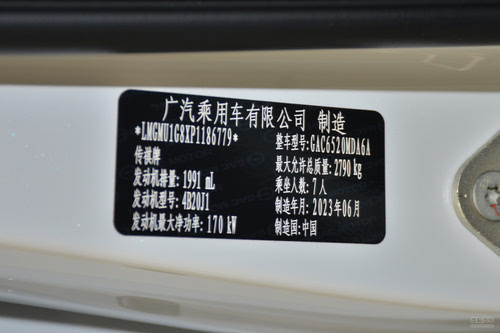 广汽乘用车有限公司 制造
*LMGMU1G8XP1186779*
整车型号:GAC6520MDA6A
传祺牌
最大允许总质量:2790 kg
发动机排量:1991 mL
乘坐人数:7人
发动机型号:4B20J1
制造年月:2023年06月
发动机最大净功率:170 kW
制造国:中国